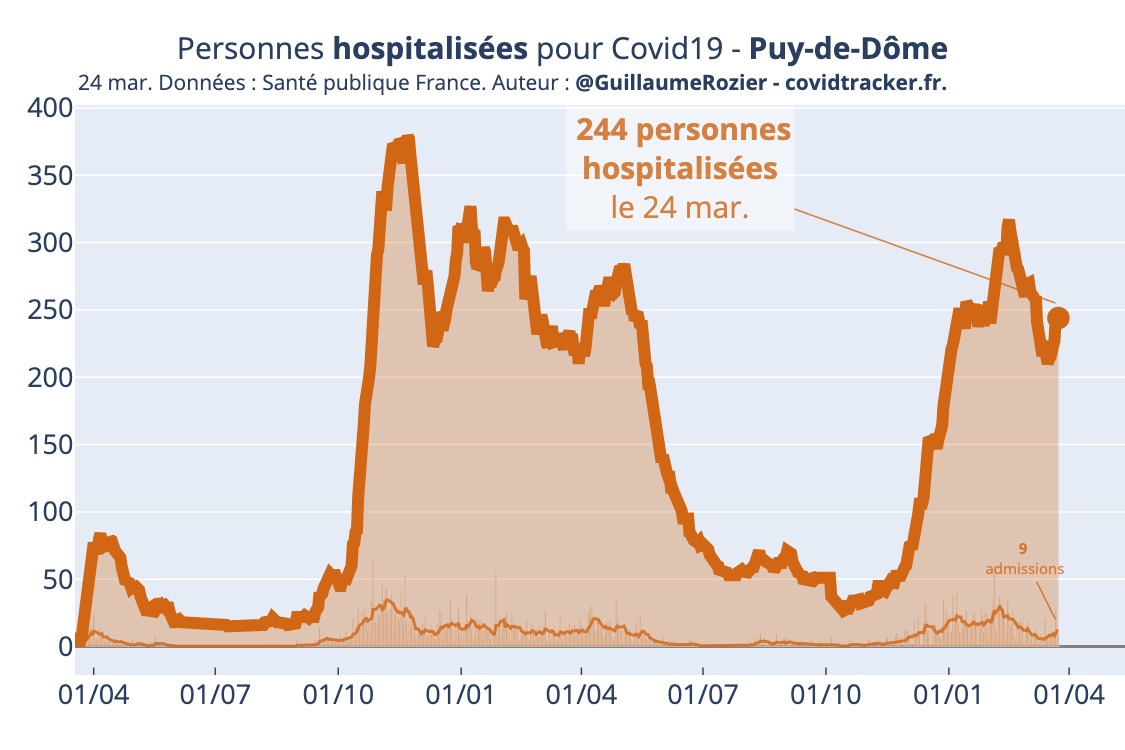 Personnes hospitalisées pour Covid19 - Puy-de-Dôme
24 mar. Données : Santé publique France. Auteur : @GuillaumeRozier - covidtracker.fr.
400
244 personnes
hospitalisées
le 24 mar.
350
300
250
200
150
100
9
admissions
50
0
01/04 01/07 01/10 01/01 01/04 01/07 01/10 01/01 01/04